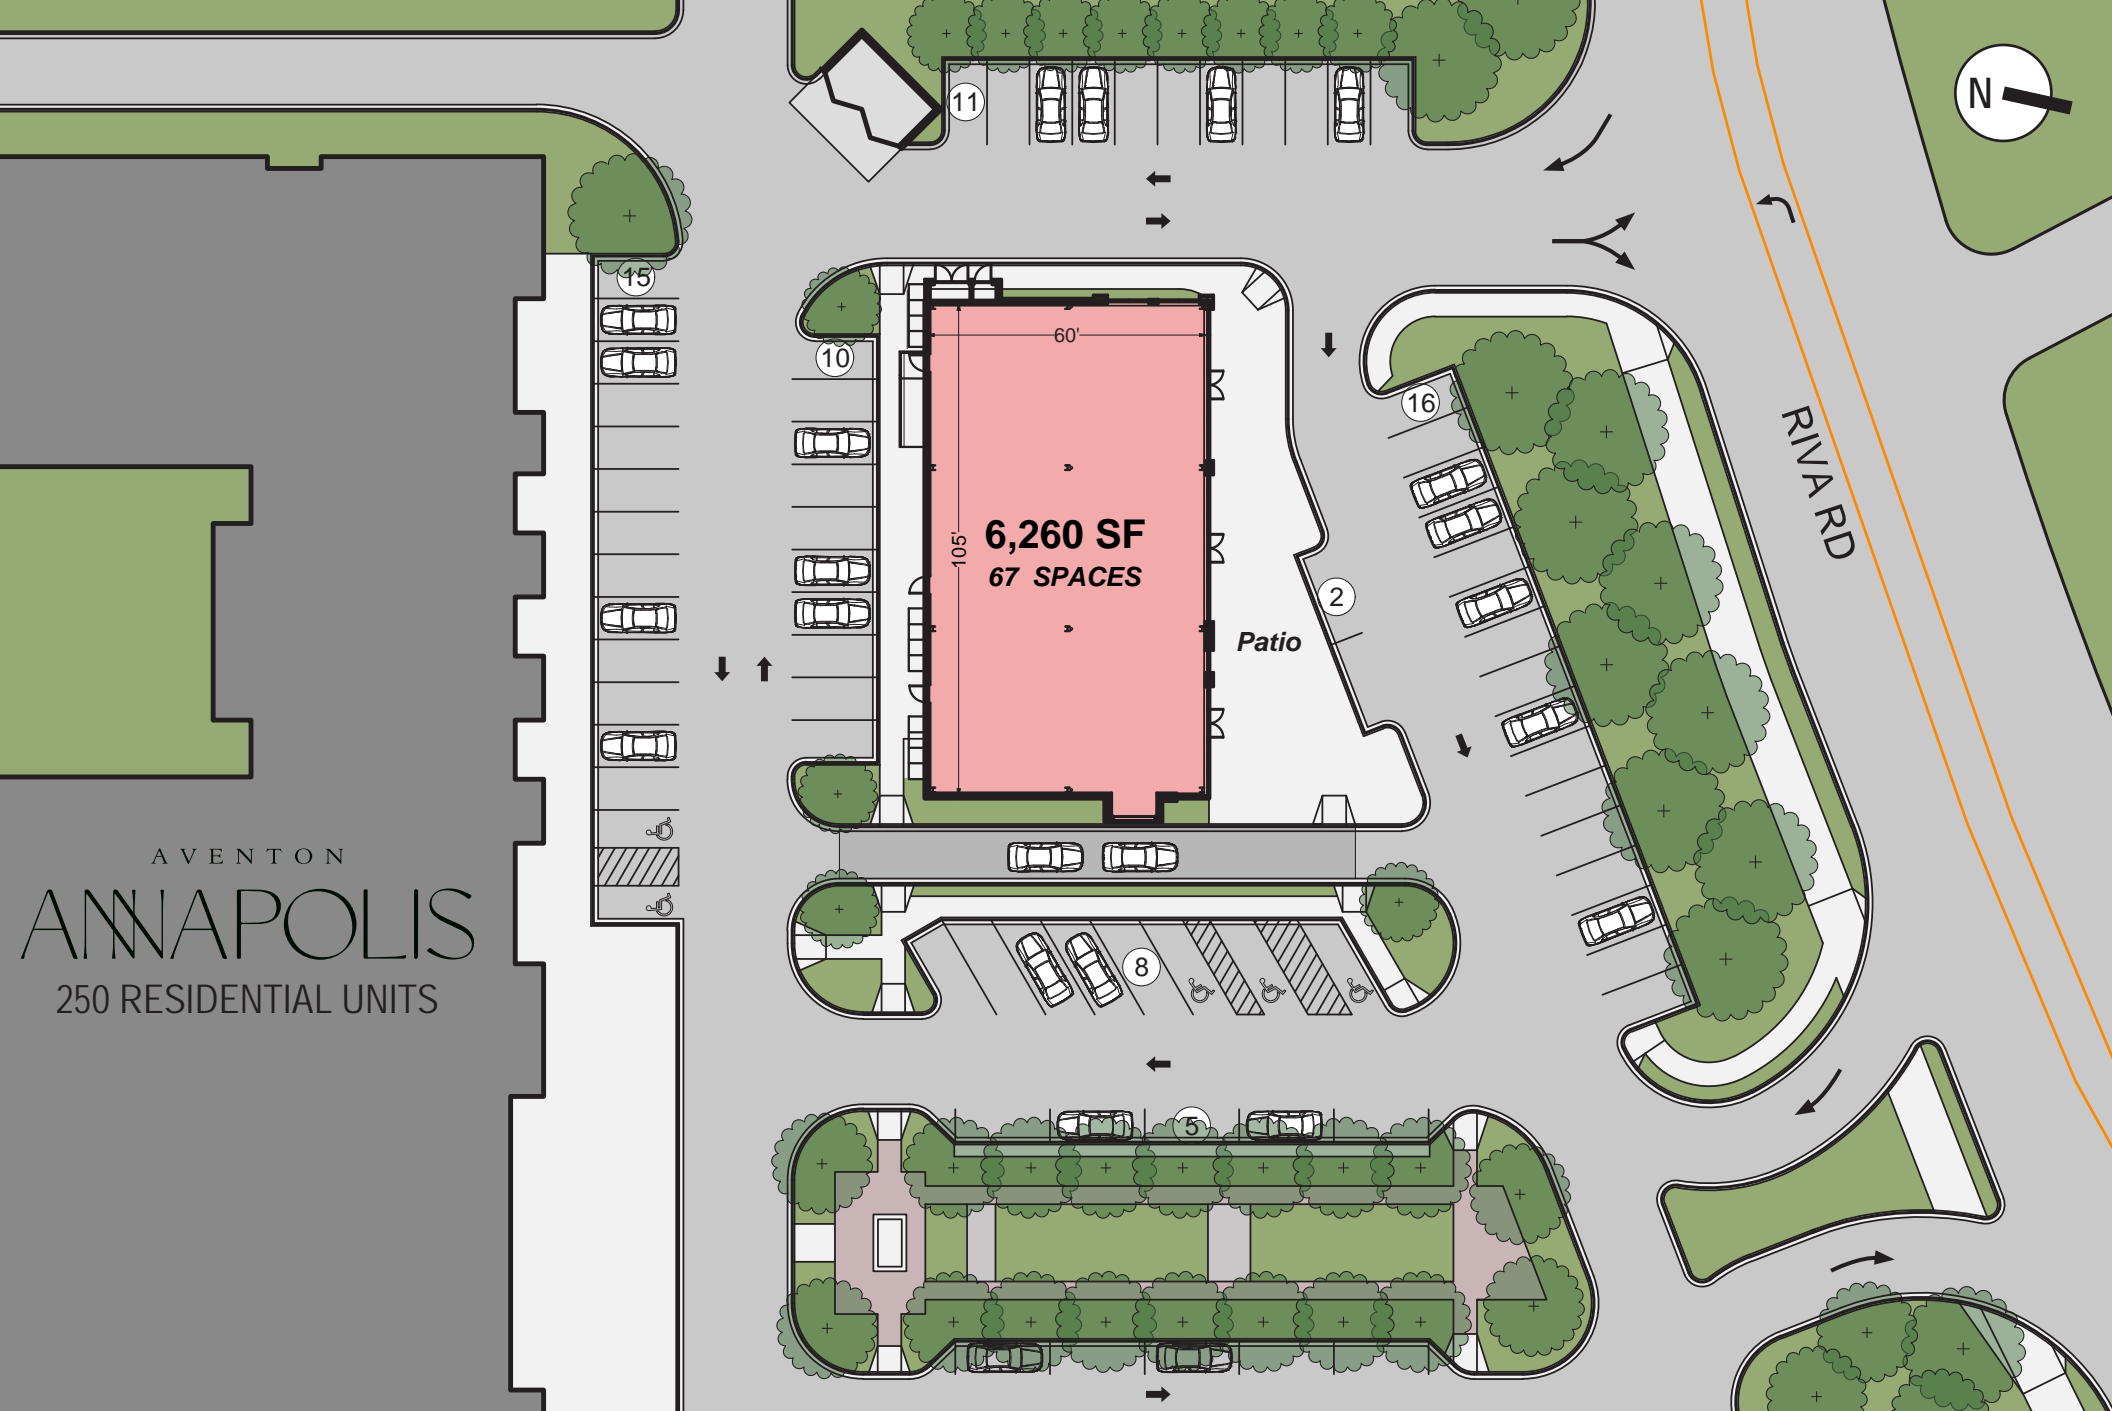 11
N
15
60'
10
16
RIVA RD
6,260 SF
67 SPACES
105'
2
Patio
AVENTON
ANNAPOLIS
250 RESIDENTIAL UNITS
8
5